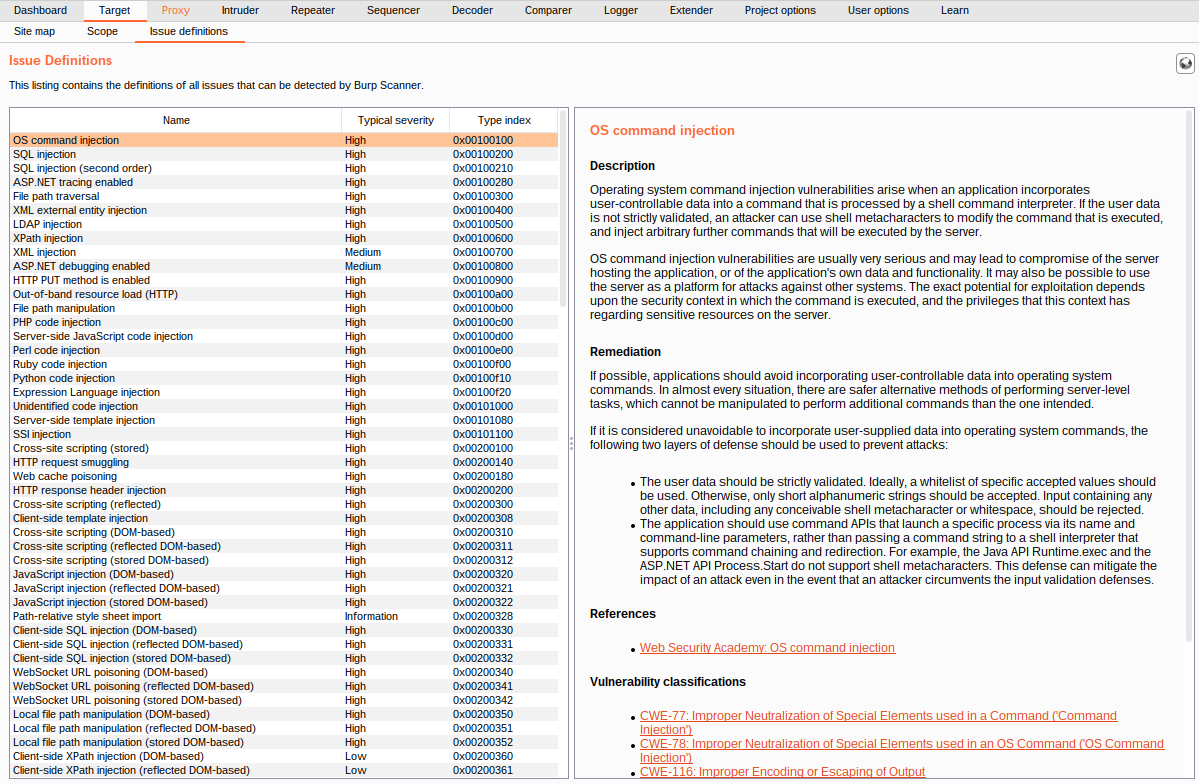 Dashboard Target Proxy Intruder Repeater Sequencer Decoder Comparer Logger Extender Project options User options Learn
Site map Scope Issue definitions
Issue Definitions
This listing contains the definitions of all issues that can be detected by Burp Scanner.
Name Typical severity Type index
OS command injection High 0x00100100
SQL injection High 0x00100200
SQL injection (second order) High 0x00100210
ASP.NET tracing enabled High 0x00100280
File path traversal High 0x00100300
XML external entity injection High 0x00100400
LDAP injection High 0x00100500
XPath injection High 0x00100600
XML injection Medium 0x00100700
ASP.NET debugging enabled Medium 0x00100800
HTTP PUT method is enabled High 0x00100900
Out-of-band resource load (HTTP) High 0x00100a00
File path manipulation High 0x00100b00
PHP code injection High 0x00100c00
Server-side JavaScript code injection High 0x00100d00
Perl code injection High 0x00100e00
Ruby code injection High 0x00100f00
Python code injection High 0x00100f10
Expression Language injection High 0x00100f20
Unidentified code injection High 0x00101000
Server-side template injection High 0x00101080
SSI injection High 0x00101100
Cross-site scripting (stored) High 0x00200100
HTTP request smuggling High 0x00200140
Web cache poisoning High 0x00200180
HTTP response header injection High 0x00200200
Cross-site scripting (reflected) High 0x00200300
Client-side template injection High 0x00200308
Cross-site scripting (DOM-based) High 0x00200310
Cross-site scripting (reflected DOM-based) High 0x00200311
Cross-site scripting (stored DOM-based) High 0x00200312
JavaScript injection (DOM-based) High 0x00200320
JavaScript injection (reflected DOM-based) High 0x00200321
JavaScript injection (stored DOM-based) High 0x00200322
Path-relative style sheet import Information 0x00200328
Client-side SQL injection (DOM-based) High 0x00200330
Client-side SQL injection (reflected DOM-based) High 0x00200331
Client-side SQL injection (stored DOM-based) High 0x00200332
WebSocket URL poisoning (DOM-based) High 0x00200340
WebSocket URL poisoning (reflected DOM-based) High 0x00200341
WebSocket URL poisoning (stored DOM-based) High 0x00200342
Local file path manipulation (DOM-based) High 0x00200350
Local file path manipulation (reflected DOM-based) High 0x00200351
Local file path manipulation (stored DOM-based) High 0x00200352
Client-side XPath injection (DOM-based) Low 0x00200360
Client-side XPath injection (reflected DOM-based) Low 0x00200361
OS command injection
Description
Operating system command injection vulnerabilities arise when an application incorporates
user-controllable data into a command that is processed by a shell command interpreter. If the user data
is not strictly validated, an attacker can use shell metacharacters to modify the command that is executed,
and inject arbitrary further commands that will be executed by the server.
OS command injection vulnerabilities are usually very serious and may lead to compromise of the server
hosting the application, or of the application's own data and functionality. It may also be possible to use
the server as a platform for attacks against other systems. The exact potential for exploitation depends
upon the security context in which the command is executed, and the privileges that this context has
regarding sensitive resources on the server.
Remediation
If possible, applications should avoid incorporating user-controllable data into operating system
commands. In almost every situation, there are safer alternative methods of performing server-level
tasks, which cannot be manipulated to perform additional commands than the one intended.
If it is considered unavoidable to incorporate user-supplied data into operating system commands, the
following two layers of defense should be used to prevent attacks:
• The user data should be strictly validated. Ideally, a whitelist of specific accepted values should
be used. Otherwise, only short alphanumeric strings should be accepted. Input containing any
other data, including any conceivable shell metacharacter or whitespace, should be rejected.
• The application should use command APIs that launch a specific process via its name and
command-line parameters, rather than passing a command string to a shell interpreter that
supports command chaining and redirection. For example, the Java API Runtime.exec and the
ASP.NET API Process.Start do not support shell metacharacters. This defense can mitigate the
impact of an attack even in the event that an attacker circumvents the input validation defenses.
References
• Web Security Academy: OS command injection
Vulnerability classifications
• CWE-77: Improper Neutralization of Special Elements used in a Command ('Command
Injection')
• CWE-78: Improper Neutralization of Special Elements used in an OS Command ('OS Command
Injection')
• CWE-116: Improper Encoding or Escaping of Output